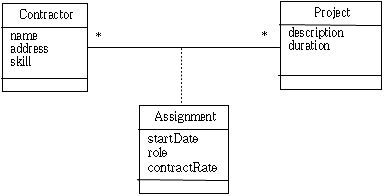 Contractor
name
address
skill
*
*
Project
description
duration
Assignment
startDate
role
contractRate